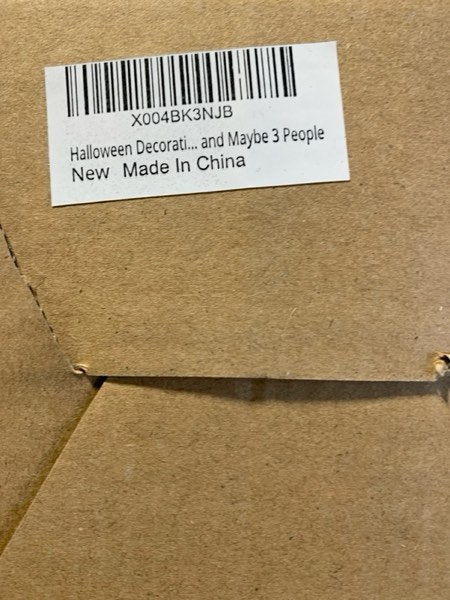 X004BK3NJB
Halloween Decorati... and Maybe 3 People
New Made In China